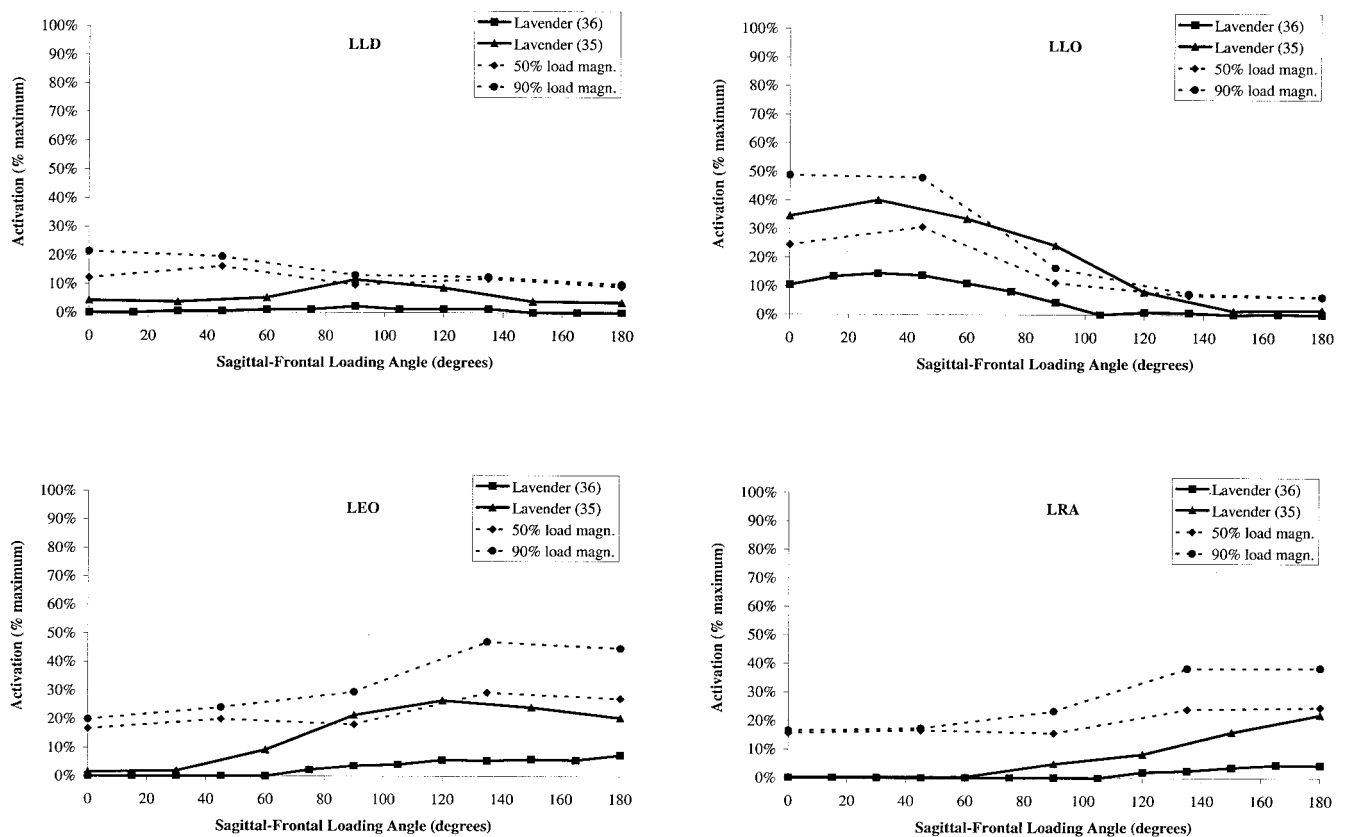 LLD
Lavender (36)
Lavender (35)
50% load magn.
90% load magn.
Activation (% maximum)
100%
90%
80%
70%
60%
50%
40%
30%
20%
10%
0%
0 20 40 60 80 100 120 140 160 180
Sagittal-Frontal Loading Angle (degrees)
LLO
Lavender (36)
Lavender (35)
50% load magn.
90% load magn.
Activation (% maximum)
100%
90%
80%
70%
60%
50%
40%
30%
20%
10%
0%
0 20 40 60 80 100 120 140 160 180
Sagittal-Frontal Loading Angle (degrees)
LEO
Lavender (36)
Lavender (35)
50% load magn.
90% load magn.
Activation (% maximum)
100%
90%
80%
70%
60%
50%
40%
30%
20%
10%
0%
0 20 40 60 80 100 120 140 160 180
Sagittal-Frontal Loading Angle (degrees)
LRA
Lavender (36)
Lavender (35)
50% load magn.
90% load magn.
Activation (% maximum)
100%
90%
80%
70%
60%
50%
40%
30%
20%
10%
0%
0 20 40 60 80 100 120 140 160 180
Sagittal-Frontal Loading Angle (degrees)